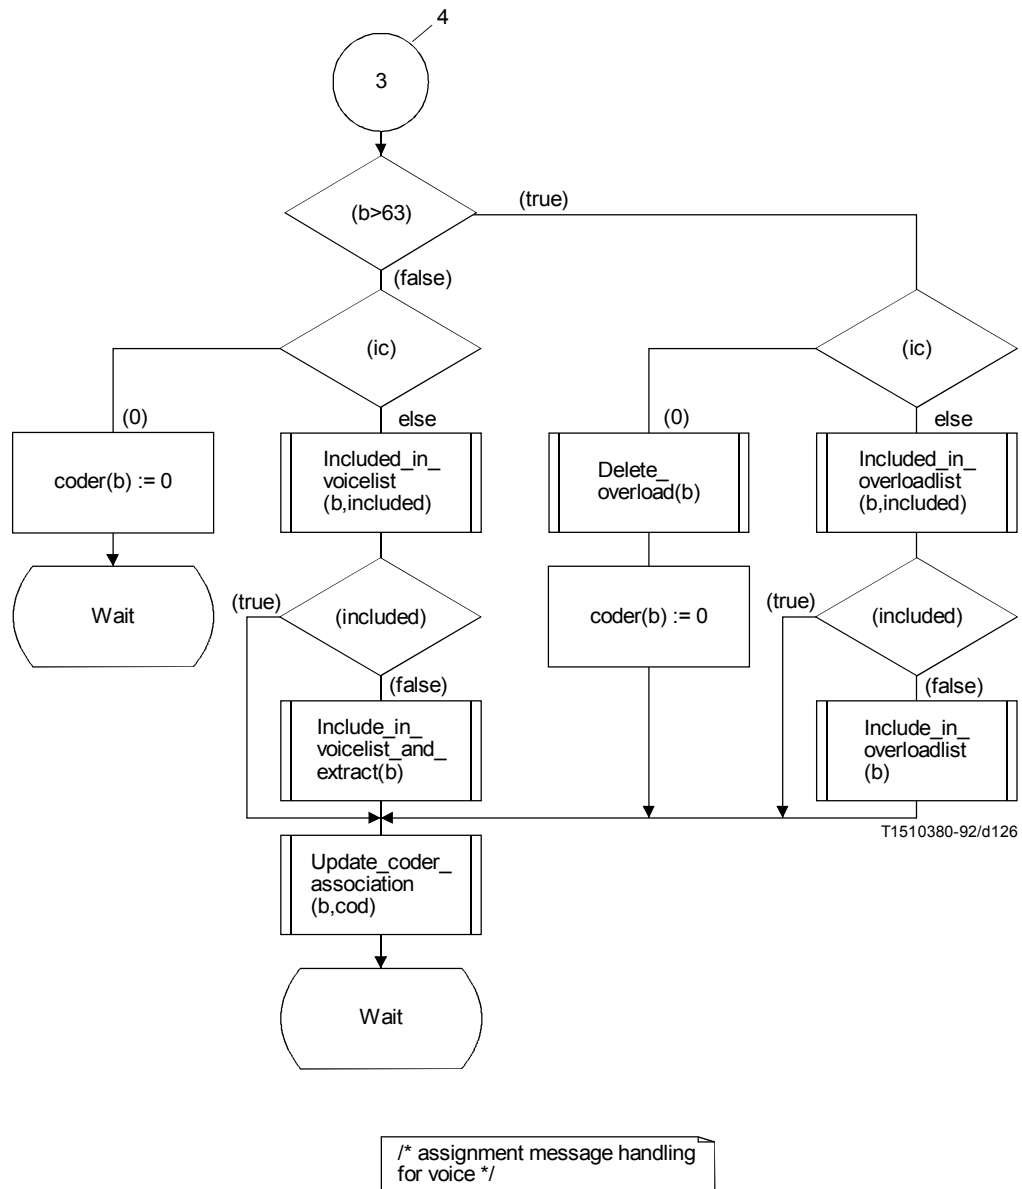 4
3
(b>63)
(true)
(false)
(ic)
(ic)
(0)
else
(0)
else
coder(b) := 0
Included_in_
voicelist
(b,included)
Delete_
overload(b)
Included_in_
overloadlist
(b,included)
Wait
(true)
(included)
coder(b) := 0
(true)
(included)
(false)
(false)
Include_in_
voicelist_and_
extract(b)
Include_in_
overloadlist
(b)
T1510380-92/d126
Update_coder_
association
(b,cod)
Wait
/* assignment message handling
for voice */